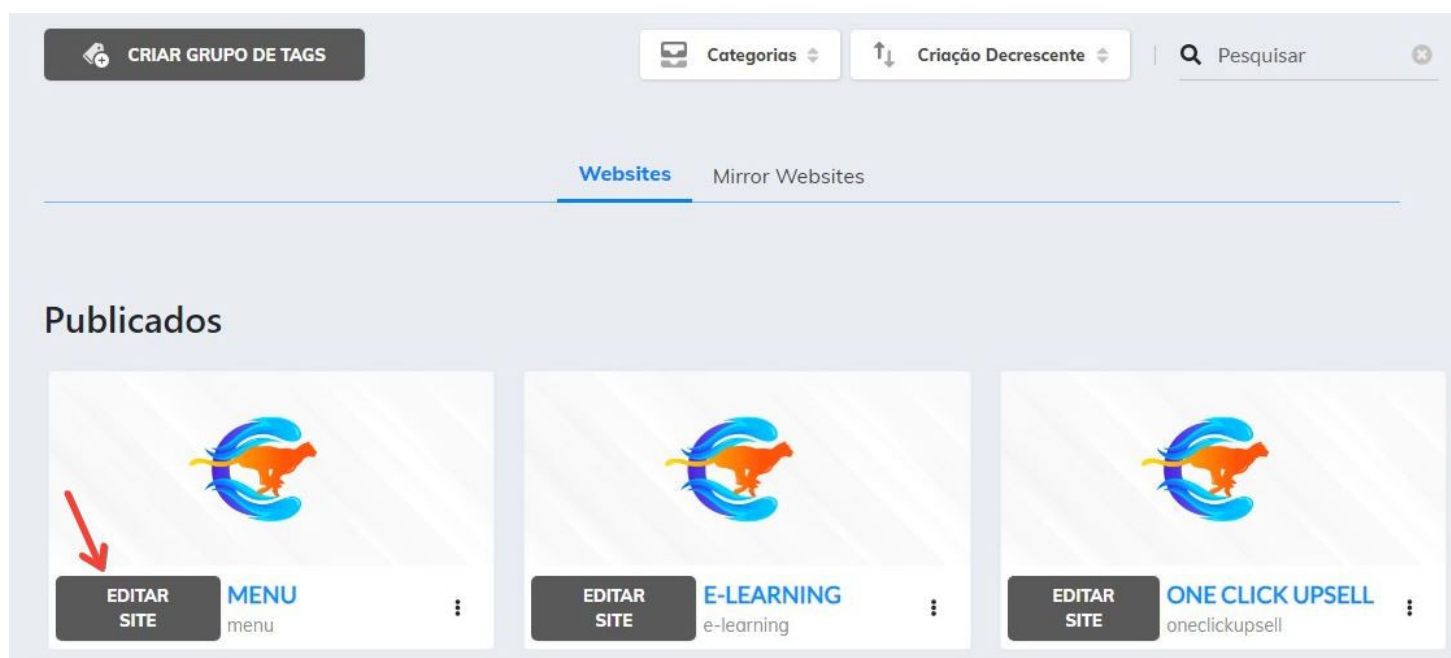 CRIAR GRUPO DE TAGS
Categorias
Criação Decrescente
Pesquisar
Websites
Mirror Websites
Publicados
EDITAR
SITE
MENU
menu
EDITAR
SITE
E-LEARNING
e-learning
EDITAR
SITE
ONE CLICK UPSELL
oneclickupsell